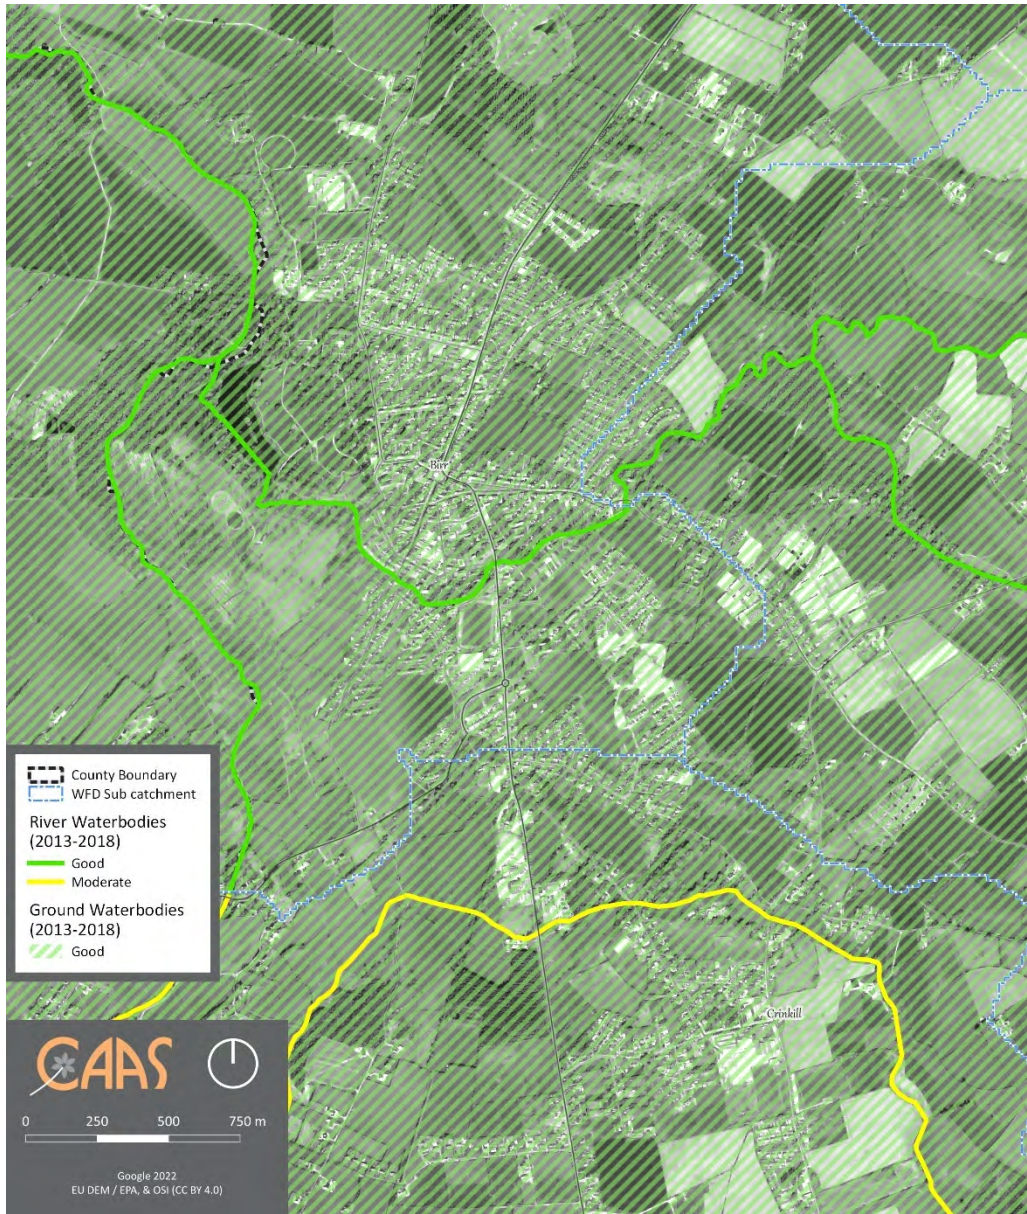 Birr
County Boundary
WFD Sub catchment
River Waterbodies
(2013-2018)
Good
Moderate
Ground Waterbodies
(2013-2018)
Good
Crinkill
CAAS
0 250 500 750 m
Google 2022
EU DEM / EPA, & OSI (CC BY 4.0)